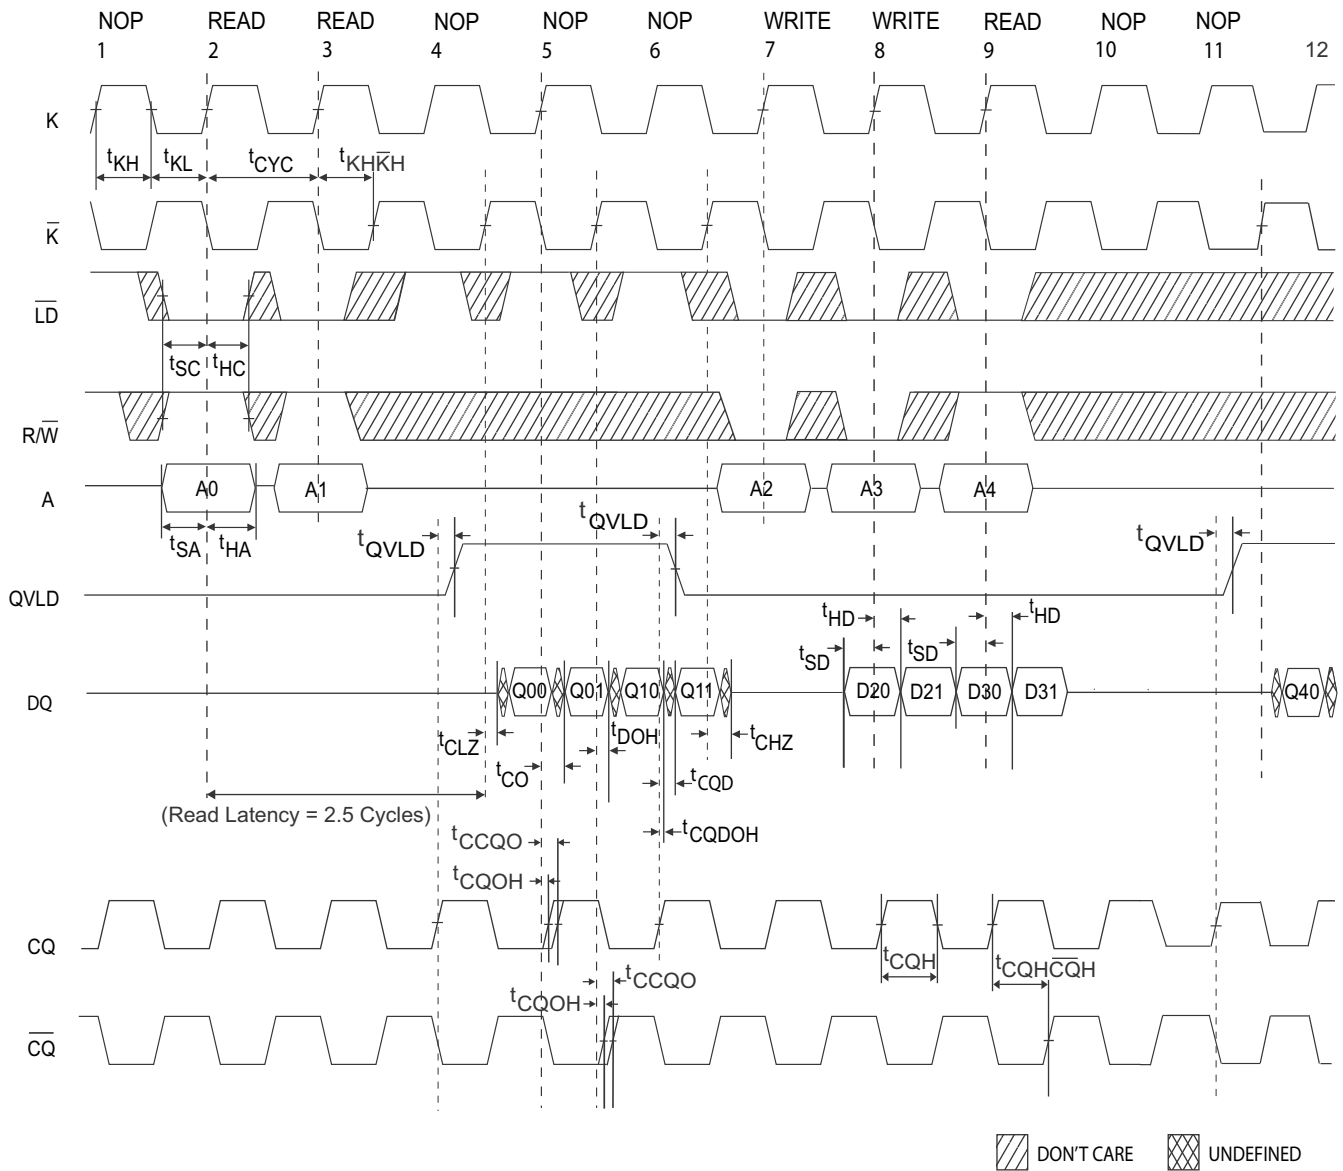 NOP READ READ NOP NOP NOP WRITE WRITE READ NOP NOP
1 2 3 4 5 6 7 8 9 10 11 12
K
tKH tKL tCYC tKHK̅H
K̅
L̅D̅
tSC tHC
R/W̅
A A0 A1 A2 A3 A4
tSA tHA tQVLD tQVLD tQVLD
QVLD
tHD tHD
tSD tSD
DQ Q00 Q01 Q10 Q11 D20 D21 D30 D31 Q40
tCLZ tDOH tCHZ
tCO tCQD
(Read Latency = 2.5 Cycles)
tCQDOH
tCCQO
tCQOH
CQ
tCQH tCQHC̅Q̅H
tCCQO
tCQOH
C̅Q̅
DON'T CARE UNDEFINED